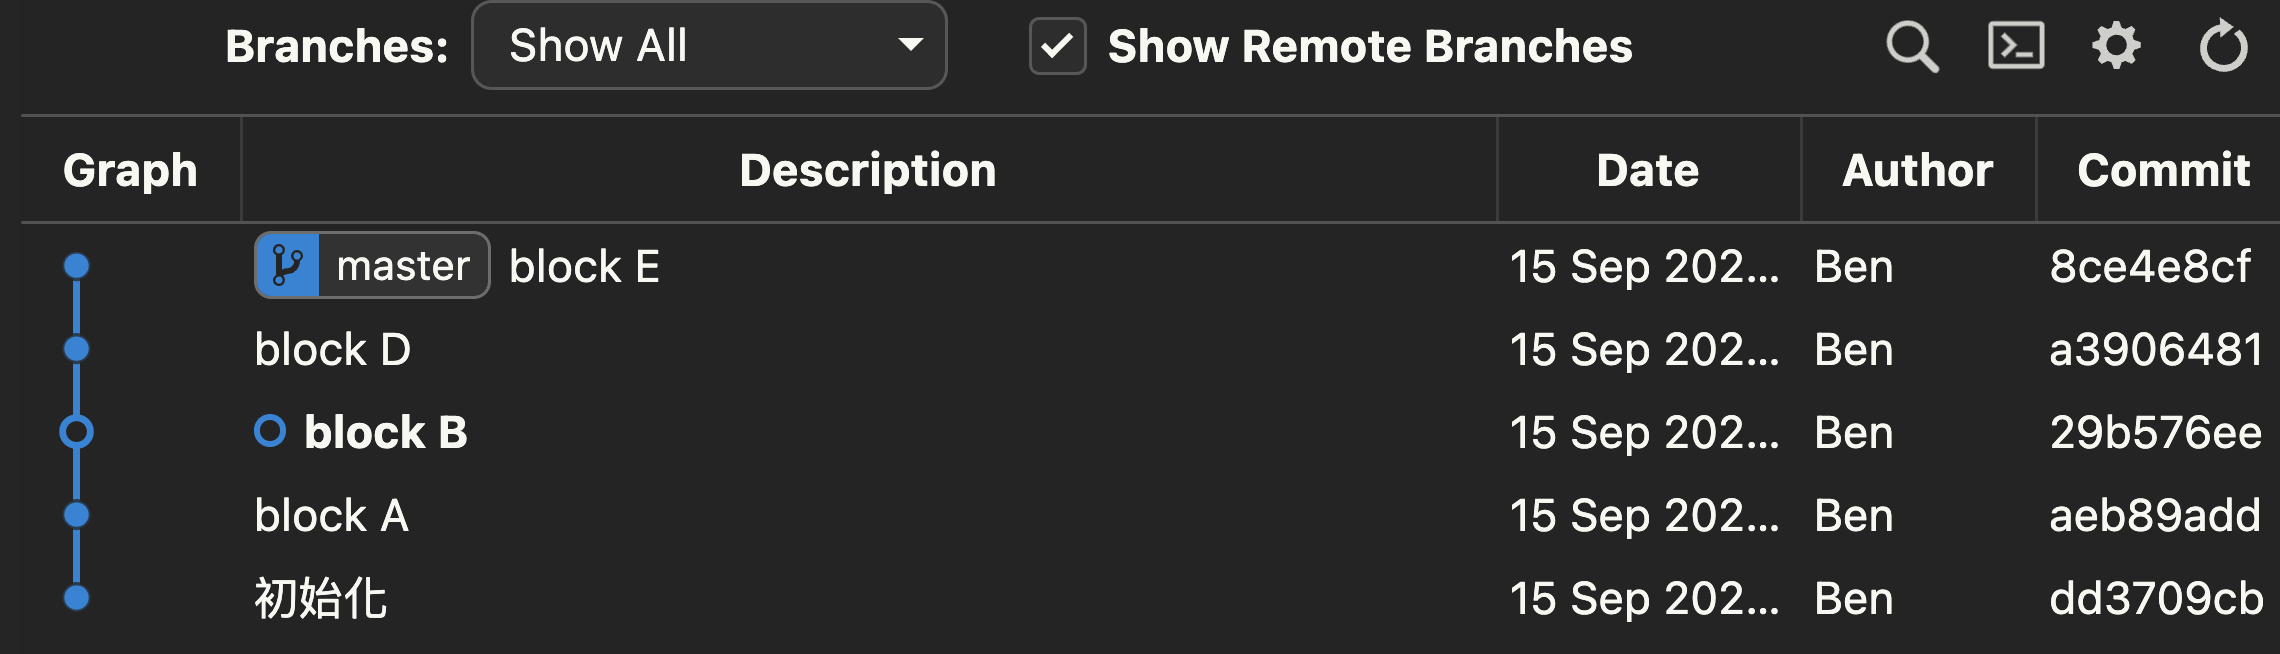 Branches: Show All Show Remote Branches
Graph Description Date Author Commit
master block E 15 Sep 202... Ben 8ce4e8cf
block D 15 Sep 202... Ben a3906481
block B 15 Sep 202... Ben 29b576ee
block A 15 Sep 202... Ben aeb89add
初始化 15 Sep 202... Ben dd3709cb